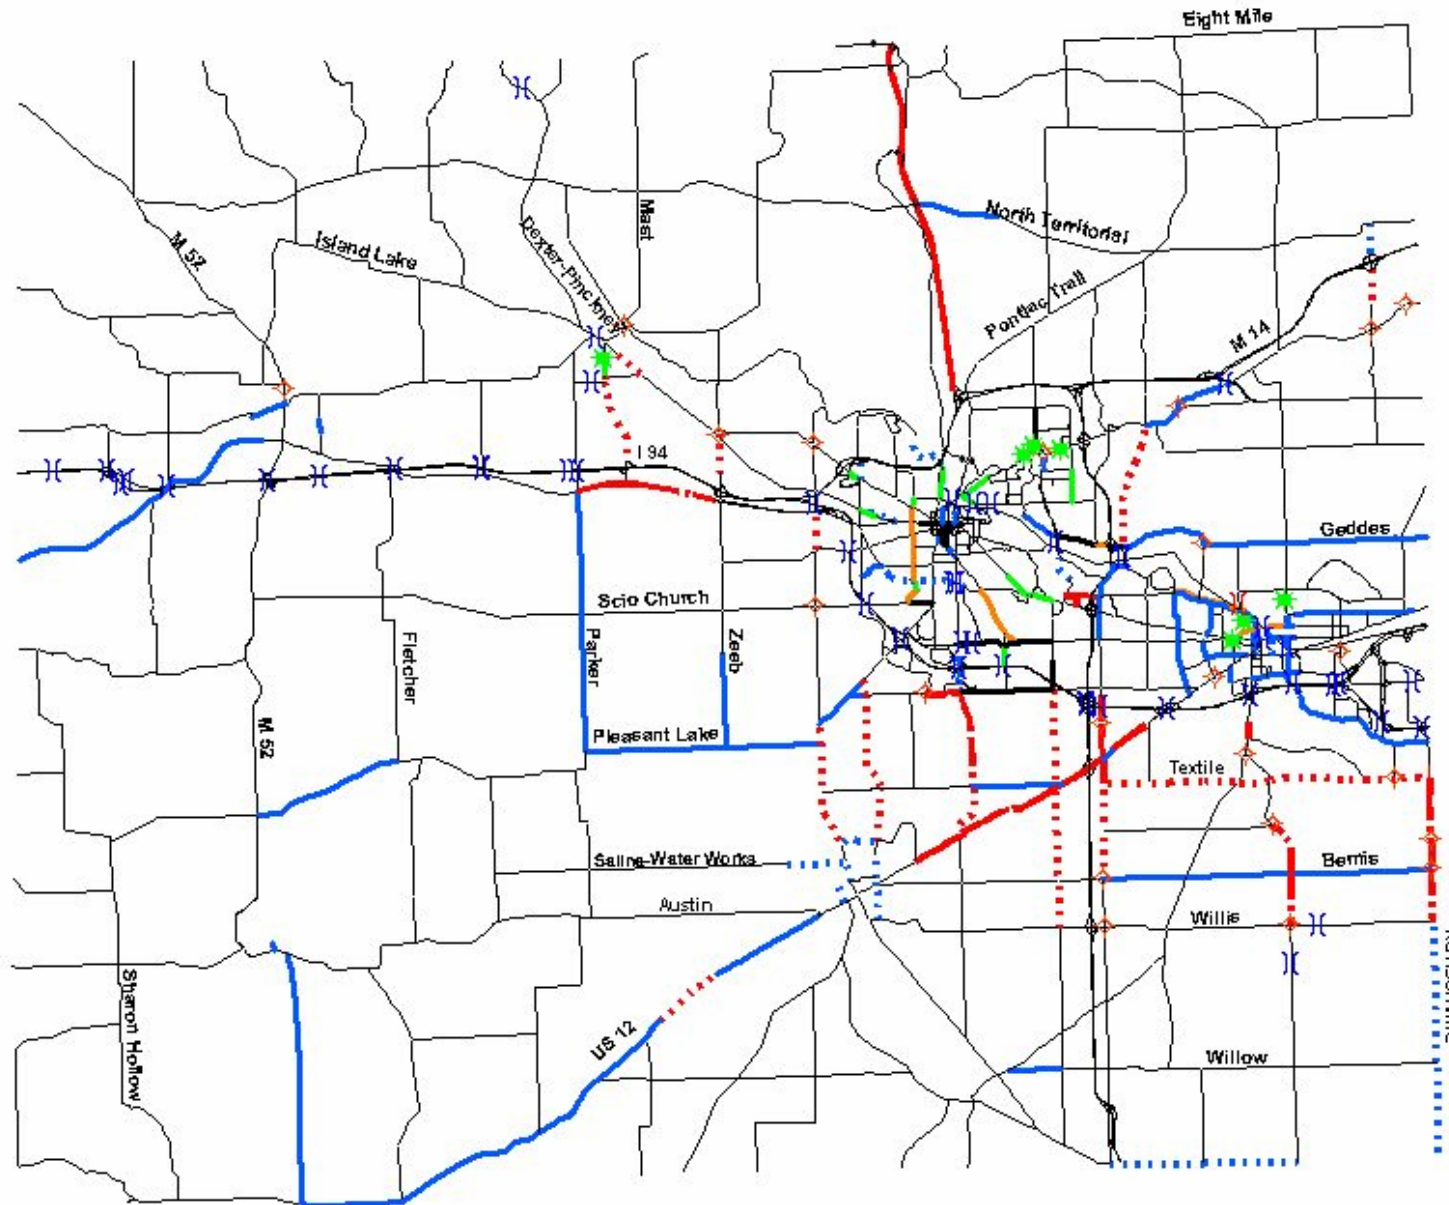 Eight Mile
Mast
North Territorial
M 52
Island Lake
Dexter-Pinckney
Pontiac Trail
M 14
I 94
Geddes
Scio Church
Fletcher
Parker
Zeeb
M 52
Pleasant Lake
Textile
Saline-Water Works
Bemis
Austin
Willis
Sharon Hollow
US 12
Willow